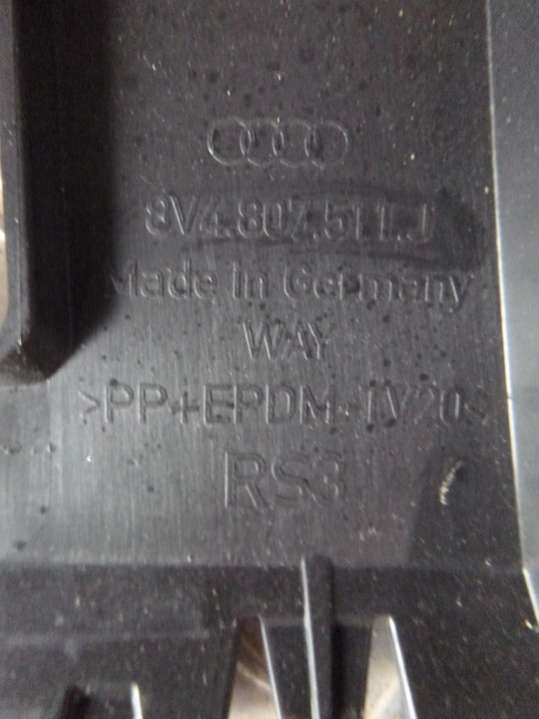 8V4.807.511.J
Made in Germany
WAY
>PP+EPDM-TV20<
RS3